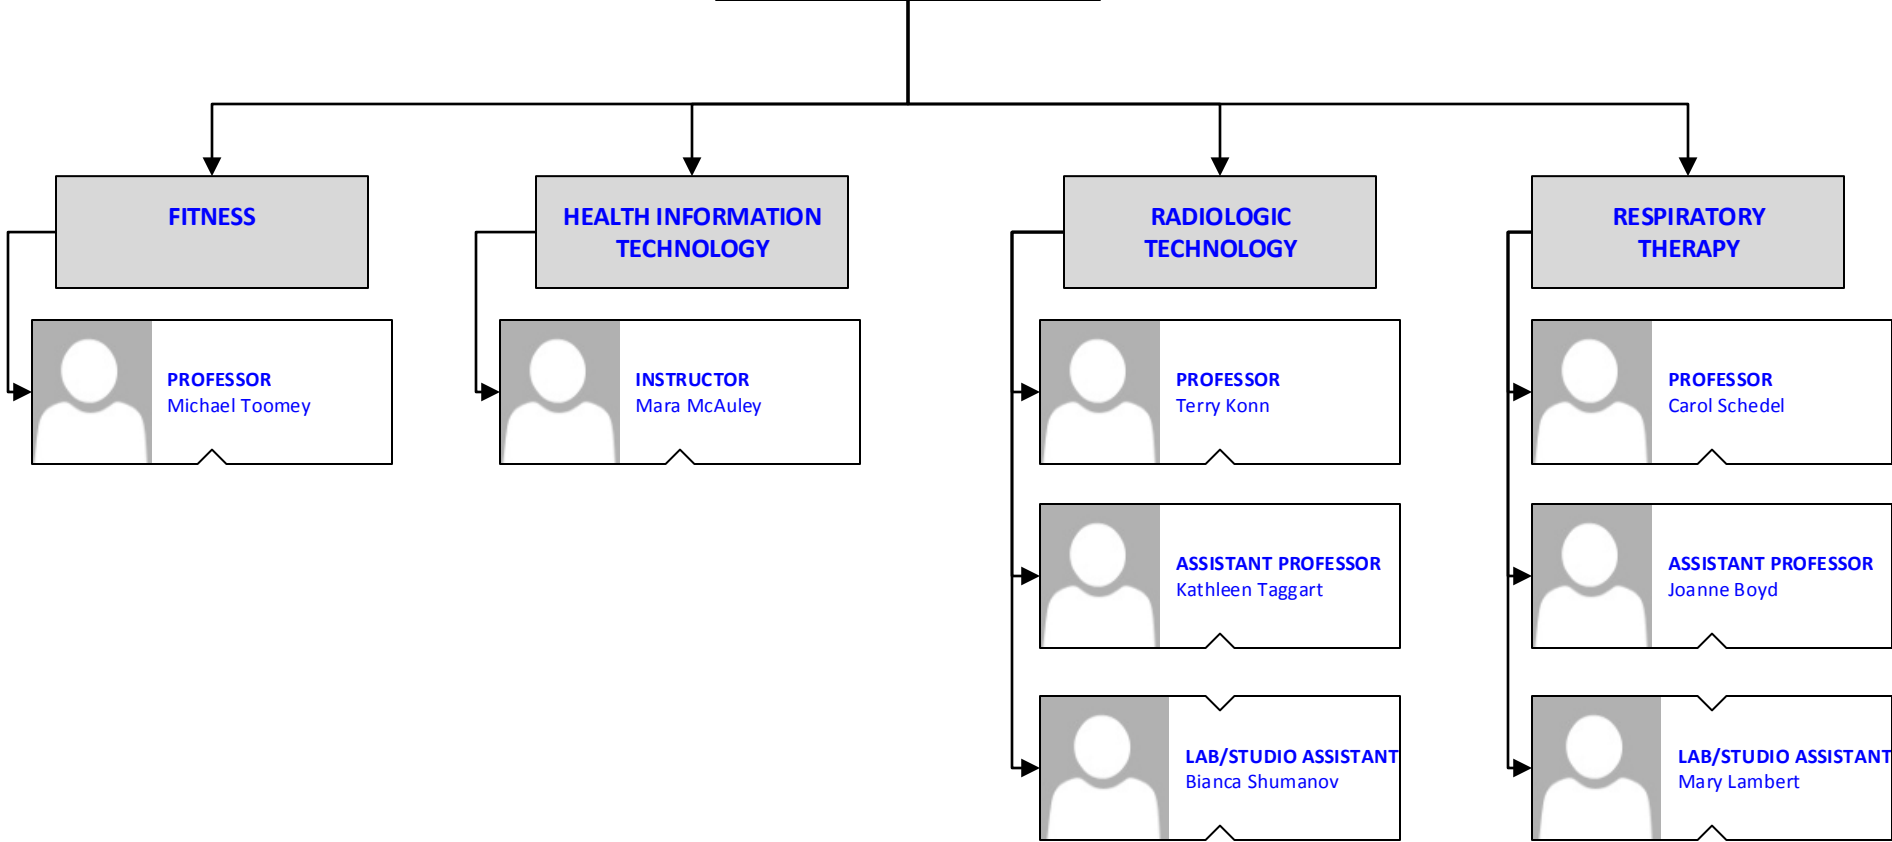 FITNESS
HEALTH INFORMATION
TECHNOLOGY
RADIOLOGIC
TECHNOLOGY
RESPIRATORY
THERAPY
PROFESSOR
Michael Toomey
INSTRUCTOR
Mara McAuley
PROFESSOR
Terry Konn
PROFESSOR
Carol Schedel
ASSISTANT PROFESSOR
Kathleen Taggart
ASSISTANT PROFESSOR
Joanne Boyd
LAB/STUDIO ASSISTANT
Bianca Shumanov
LAB/STUDIO ASSISTANT
Mary Lambert